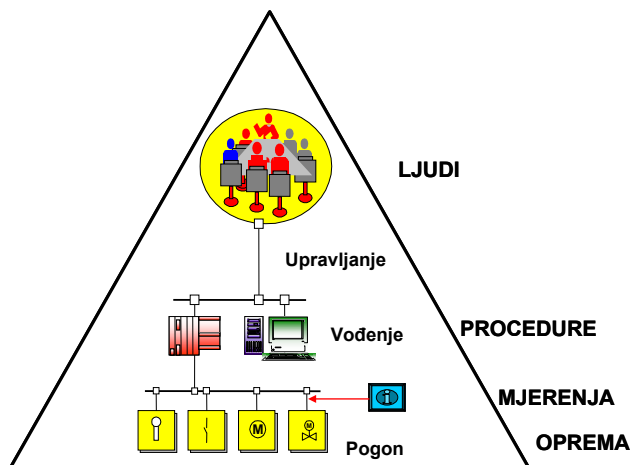 LJUDI
Upravljanje
Vođenje
PROCEDURE
MJERENJA
i
M
M
Pogon
OPREMA